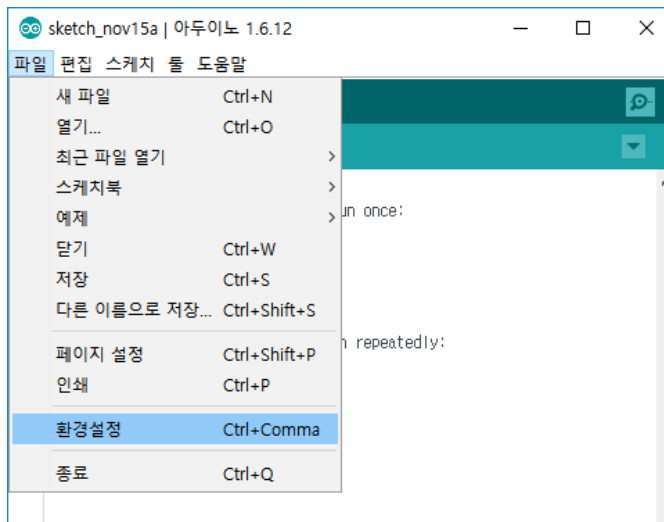 sketch_nov15a | 아두이노 1.6.12
파일 편집 스케치 툴 도움말
새 파일 Ctrl+N
열기... Ctrl+O
최근 파일 열기
스케치북
예제
un once:
닫기 Ctrl+W
저장 Ctrl+S
다른 이름으로 저장... Ctrl+Shift+S
n repeatedly:
페이지 설정 Ctrl+Shift+P
인쇄 Ctrl+P
환경설정 Ctrl+Comma
종료 Ctrl+Q